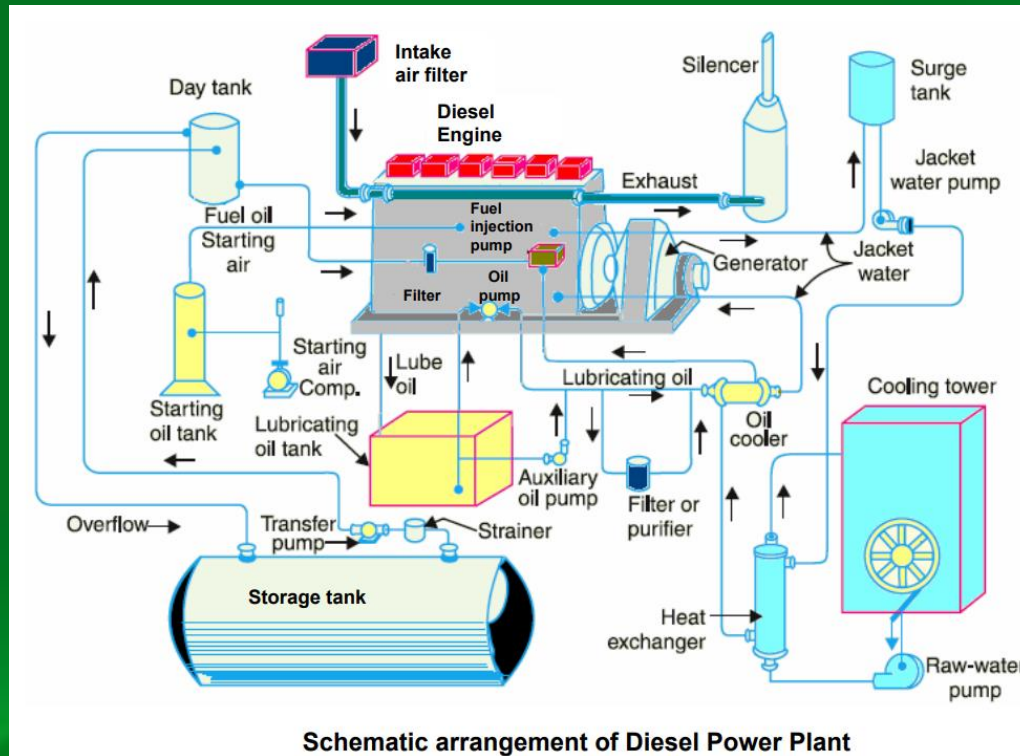 Intake
air filter
Silencer
Surge
tank
Day tank
Diesel
Engine
Jacket
water pump
Exhaust
Fuel oil
Starting
air
Fuel
injection
pump
Generator
Jacket
water
Filter
Oil
pump
Starting
air
Comp.
Lube
oil
Lubricating oil
Cooling tower
Starting
oil tank
Lubricating
oil tank
Oil
cooler
Auxiliary
oil pump
Filter or
purifier
Overflow
Transfer
pump
Strainer
Storage tank
Heat
exchanger
Raw-water
pump
Schematic arrangement of Diesel Power Plant